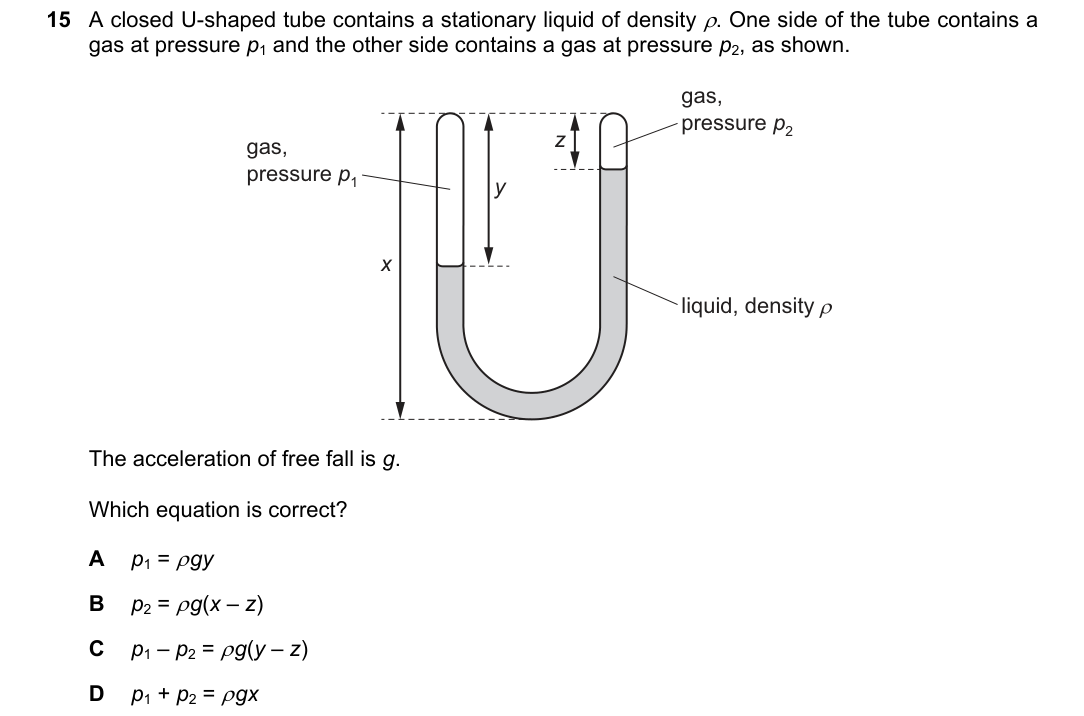 15 A closed U-shaped tube contains a stationary liquid of density ρ. One side of the tube contains a
gas at pressure p₁ and the other side contains a gas at pressure p₂, as shown.
gas,
pressure p₂
z
gas,
pressure p₁
y
x
liquid, density ρ
The acceleration of free fall is g.
Which equation is correct?
A p₁ = ρgy
B p₂ = ρg(x – z)
C p₁ – p₂ = ρg(y – z)
D p₁ + p₂ = ρgx